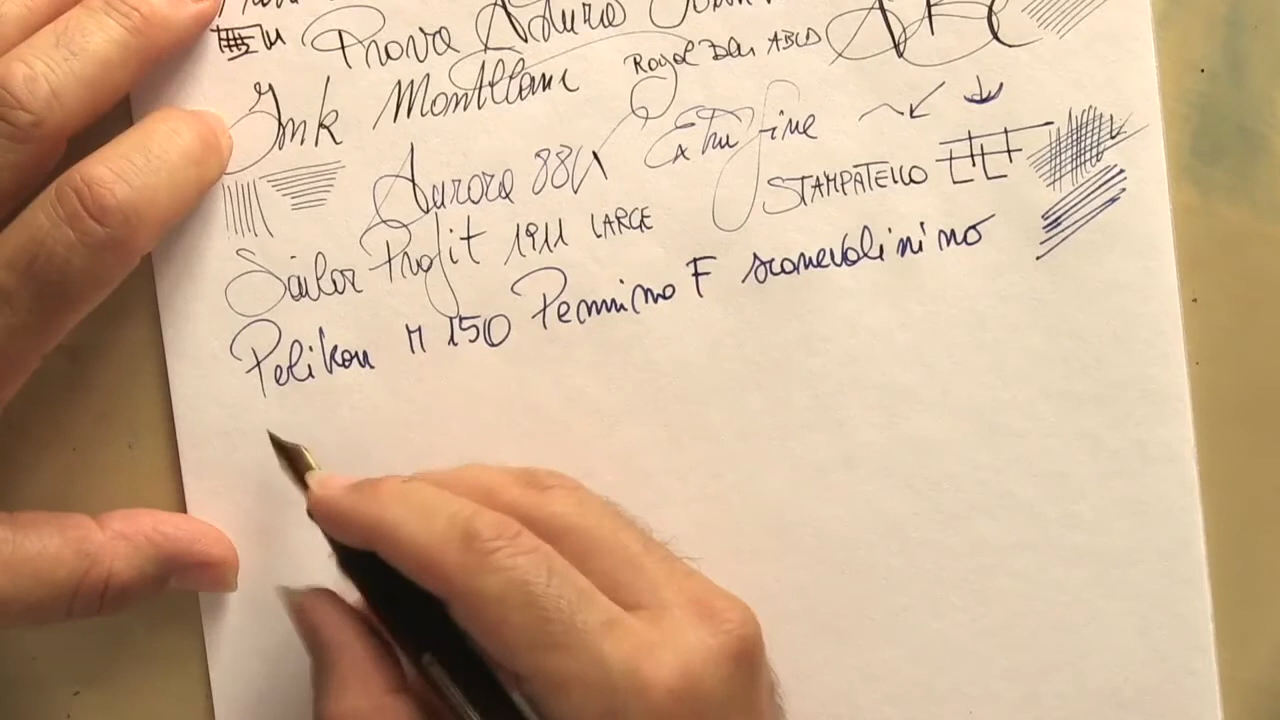 Prova Aurora
Ink Montblanc Royal Blu ABCD ABC
Aurora 88 Extra fine
STAMPATELLO
Sailor Profit 1911 LARGE
Pelikan M 150 Pennino F scorrevolissimo